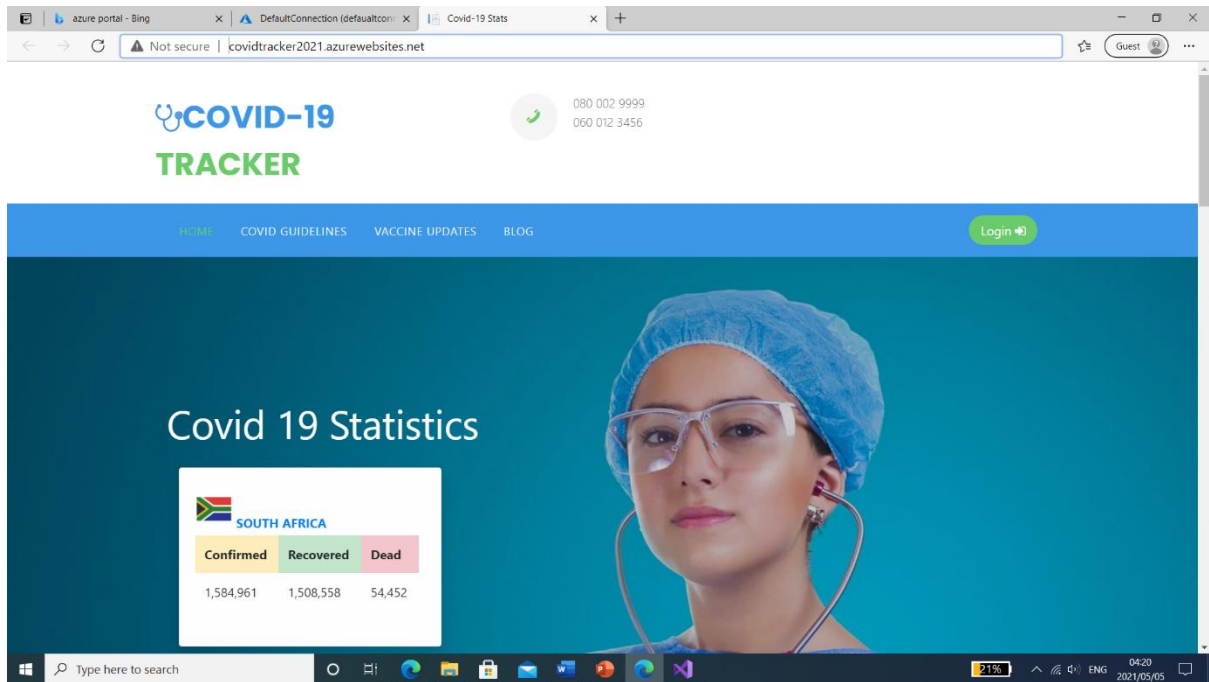 azure portal - Bing
DefaultConnection (defaualtcon
Covid-19 Stats
Not secure | covidtracker2021.azurewebsites.net
Guest
COVID-19
TRACKER
080 002 9999
060 012 3456
HOME COVID GUIDELINES VACCINE UPDATES BLOG Login
Covid 19 Statistics
SOUTH AFRICA
Confirmed Recovered Dead
1,584,961 1,508,558 54,452
Type here to search
21% ENG 04:20
2021/05/05